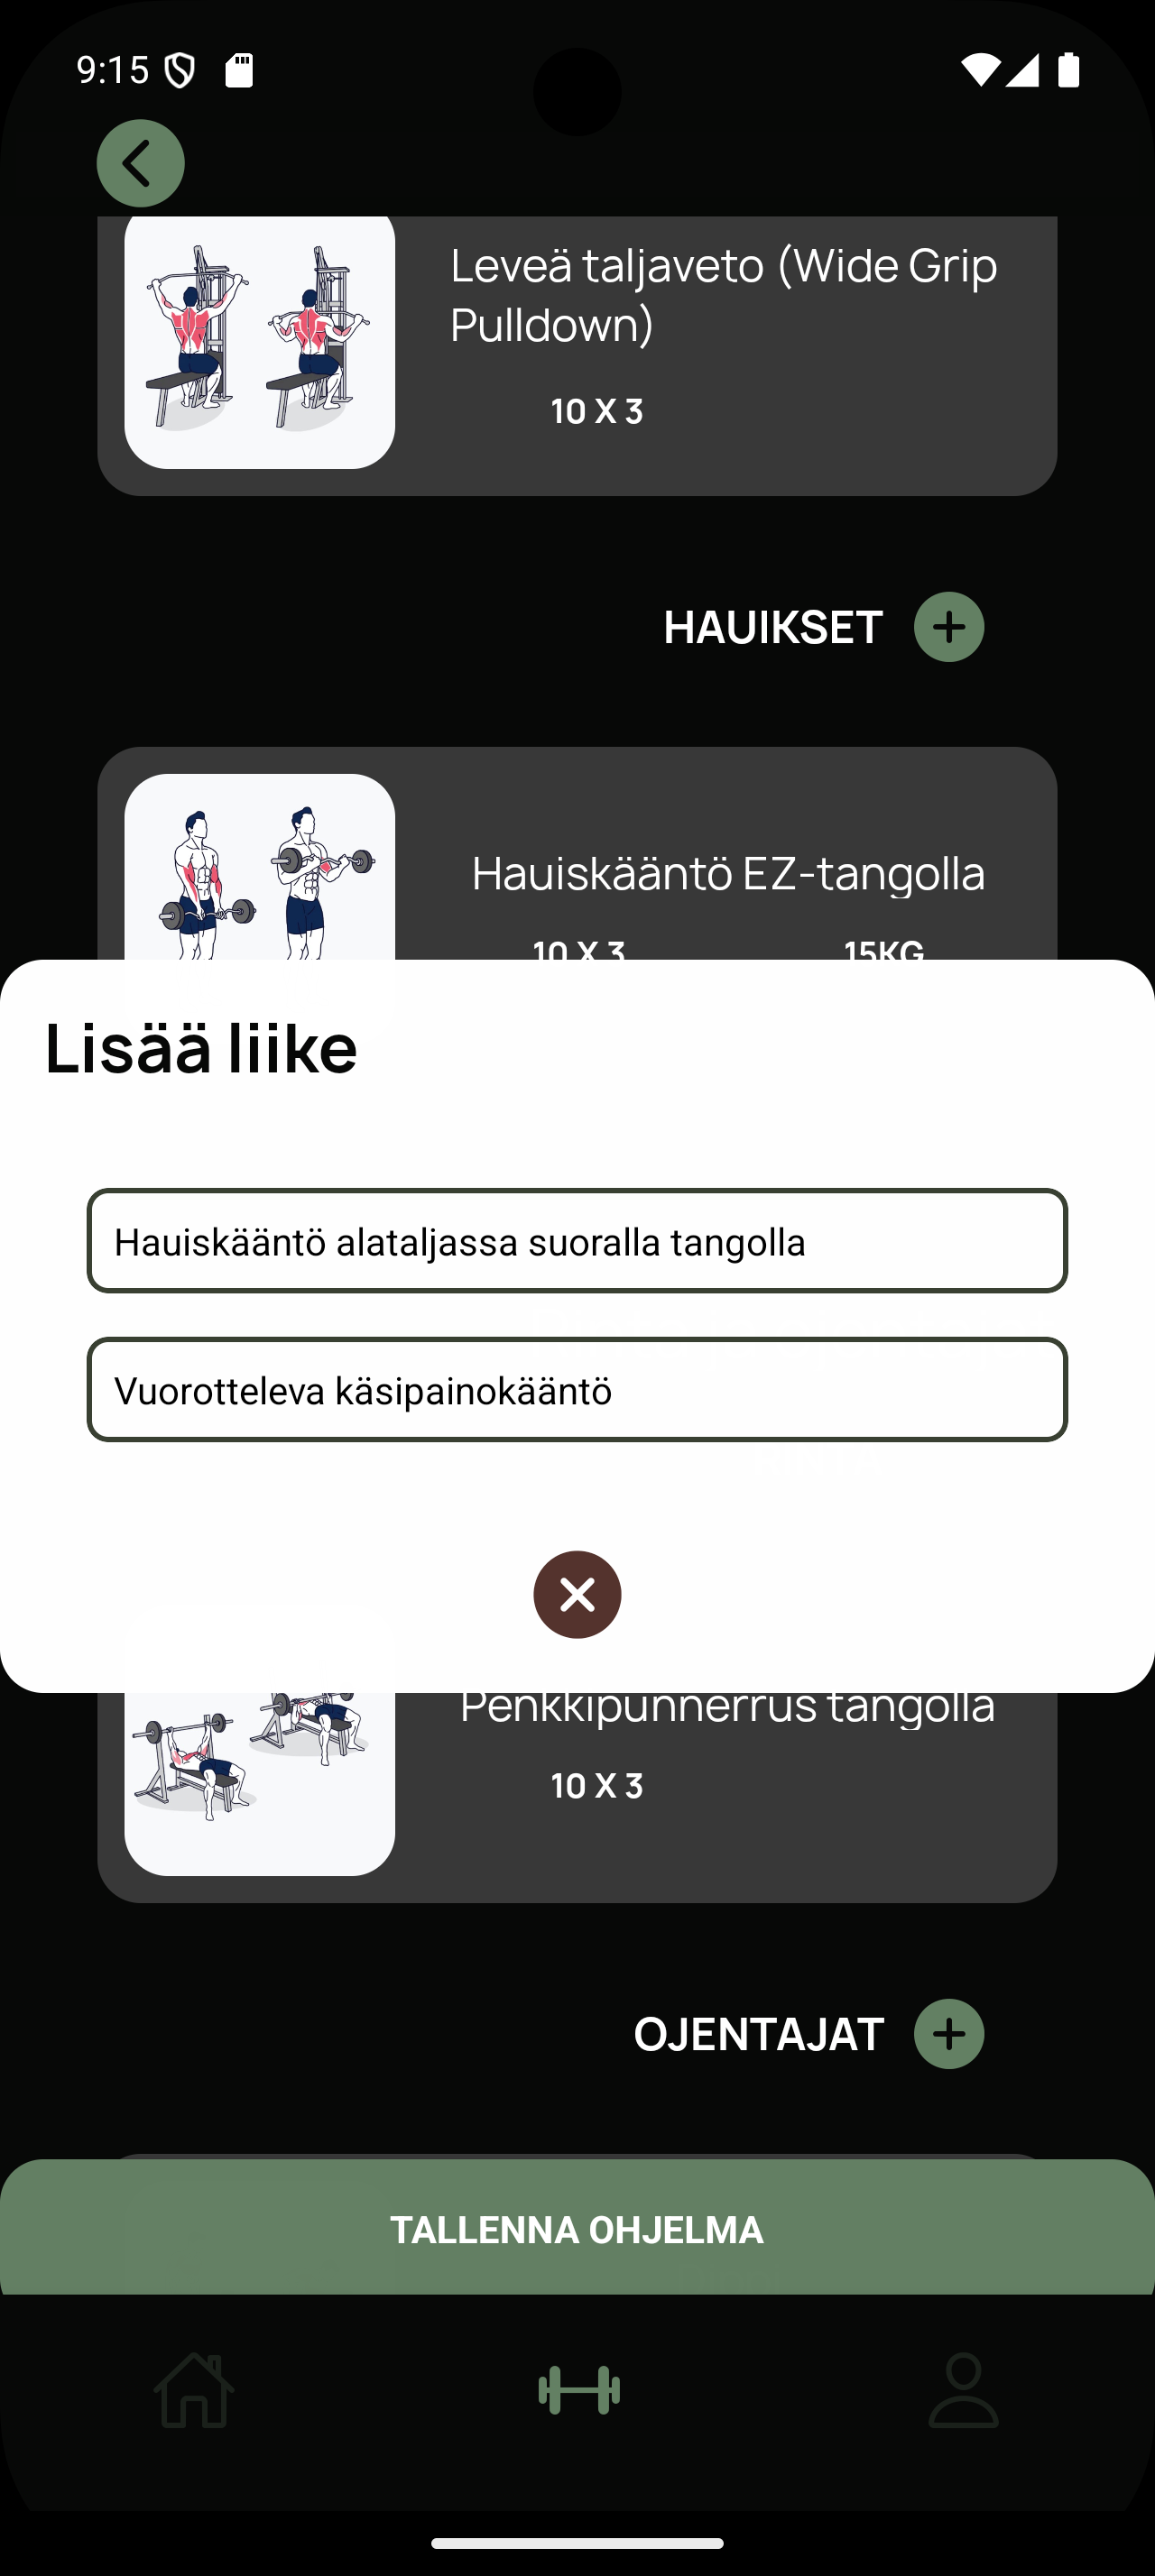 9:15
Leveä taljaveto (Wide Grip
Pulldown)
10 X 3
HAUIKSET
Hauiskääntö EZ-tangolla
10 X 3
15KG
Lisää liike
Hauiskääntö alataljassa suoralla tangolla
Vuorotteleva käsipainokääntö
Penkkipunnerrus tangolla
10 X 3
OJENTAJAT
TALLENNA OHJELMA